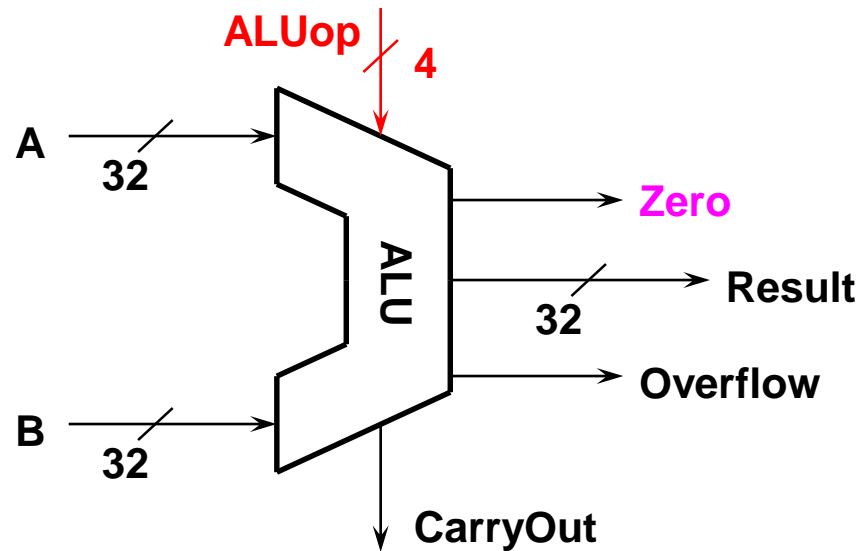 ALUop
4
A
32
Zero
ALU
Result
32
Overflow
B
32
CarryOut